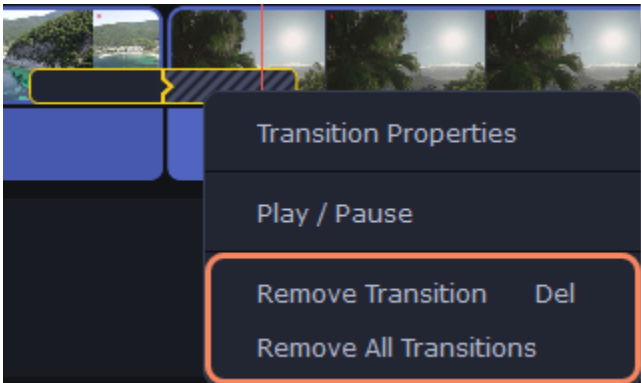 Transition Properties
Play / Pause
Remove Transition Del
Remove All Transitions